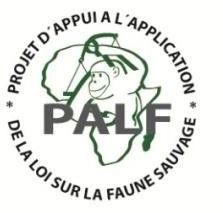 * PROJET D´APPUI A L´APPLICATION *
PALF
DE LA LOI SUR LA FAUNE SAUVAGE